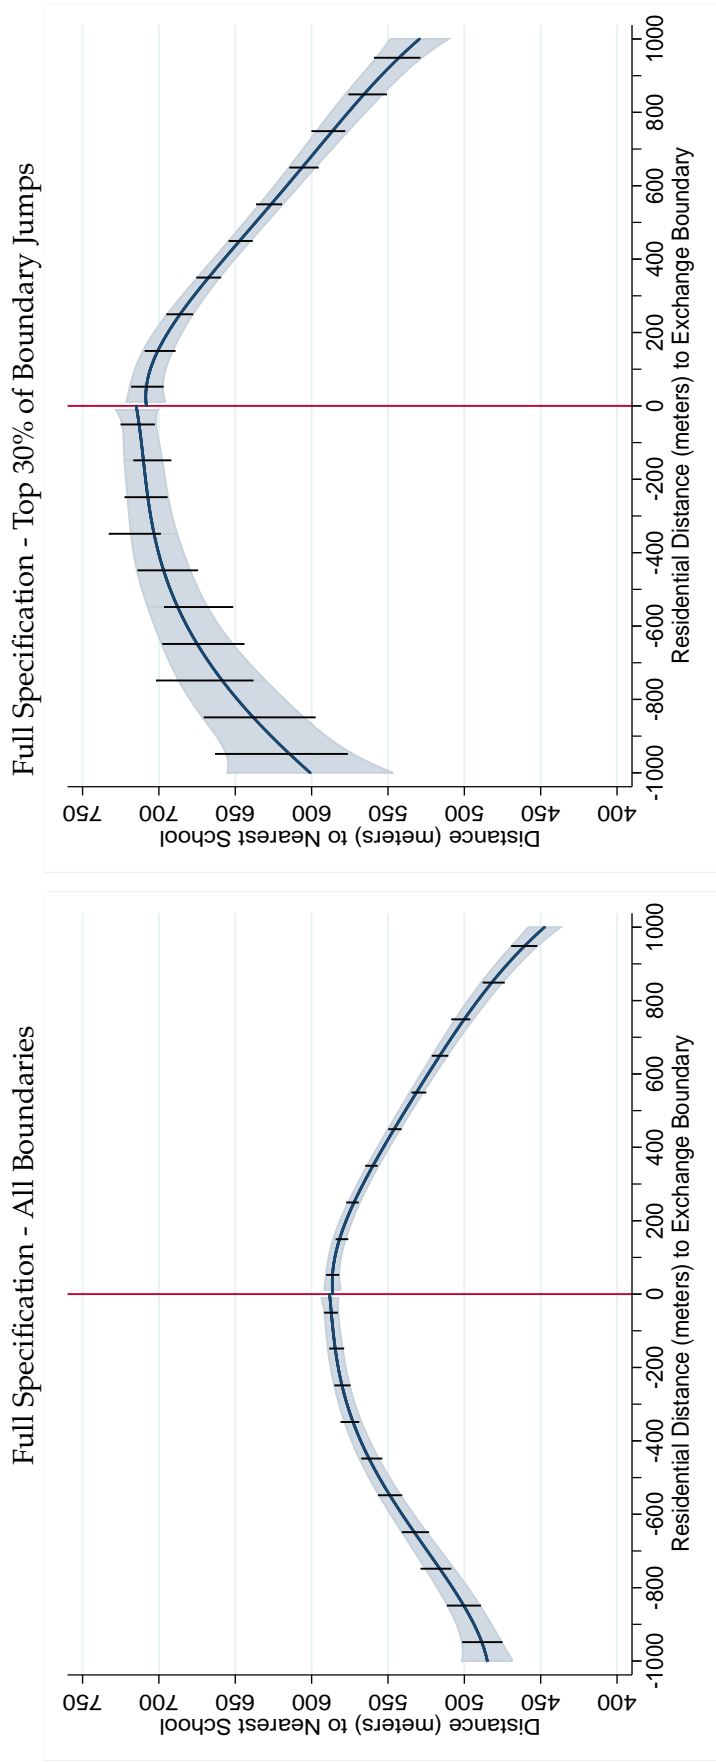 Full Specification - All Boundaries
Distance (meters) to Nearest School
750
700
650
600
550
500
450
400
-1000 -800 -600 -400 -200 0 200 400 600 800 1000
Residential Distance (meters) to Exchange Boundary
Full Specification - Top 30% of Boundary Jumps
Distance (meters) to Nearest School
750
700
650
600
550
500
450
400
-1000 -800 -600 -400 -200 0 200 400 600 800 1000
Residential Distance (meters) to Exchange Boundary